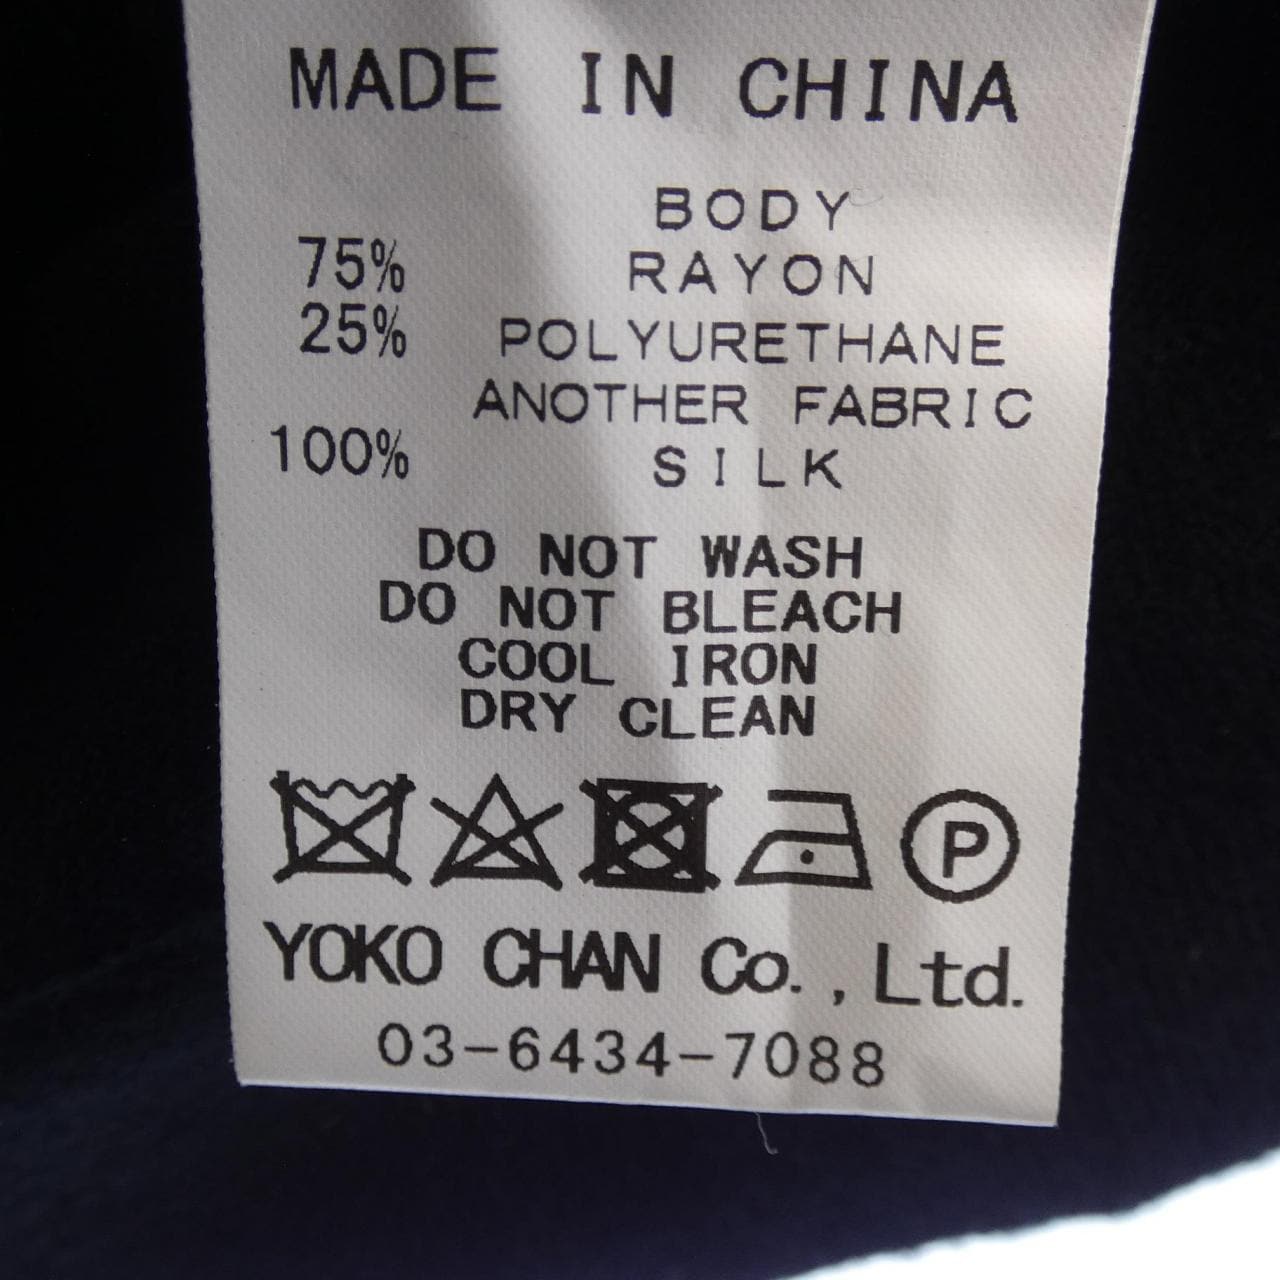 MADE IN CHINA
BODY
75% RAYON
25% POLYURETHANE
ANOTHER FABRIC
100% SILK
DO NOT WASH
DO NOT BLEACH
COOL IRON
DRY CLEAN
P
YOKO CHAN Co., Ltd.
03-6434-7088